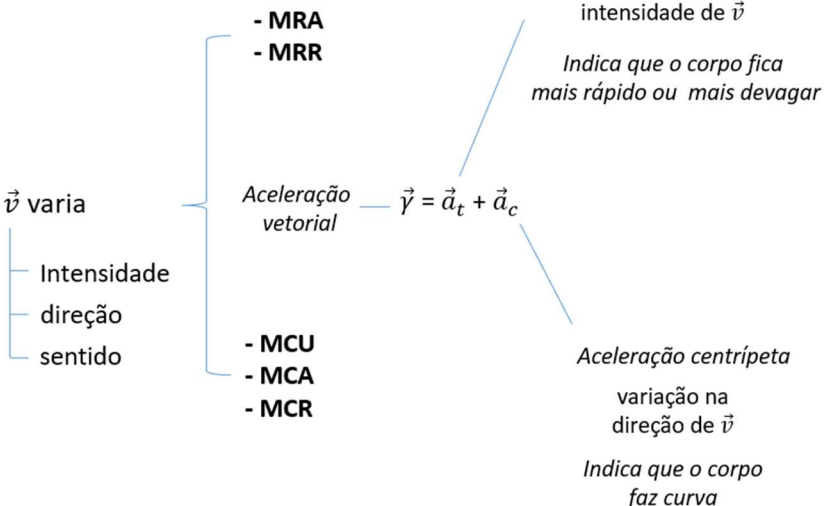 v⃗ varia
Intensidade
direção
sentido
- MRA
- MRR
Aceleração
vetorial
- MCU
- MCA
- MCR
γ⃗ = a⃗ₜ + a⃗꜀
intensidade de v⃗
Indica que o corpo fica
mais rápido ou mais devagar
Aceleração centrípeta
variação na
direção de v⃗
Indica que o corpo
faz curva